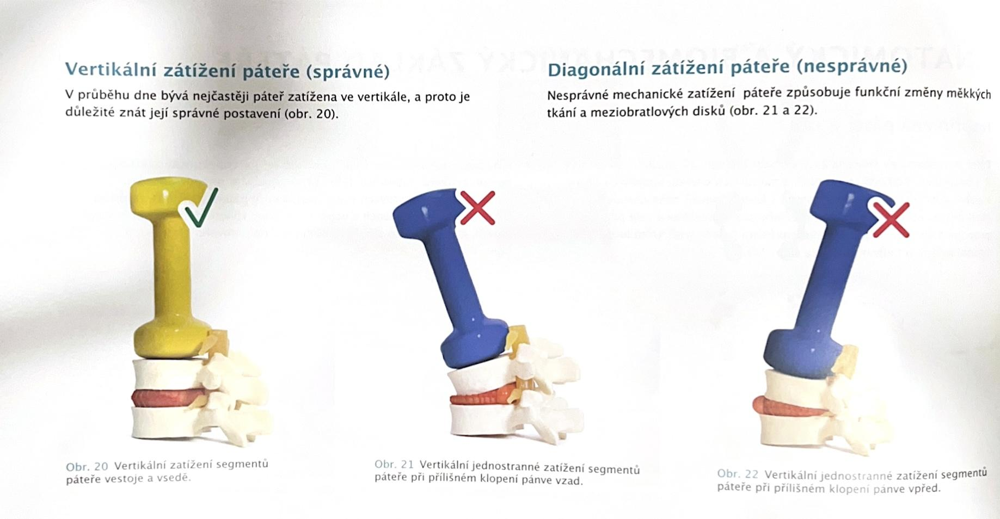 Vertikální zátížení páteře (správné)
V průběhu dne bývá nejčastěji páteř zatížena ve vertikále, a proto je
důležité znát její správné postavení (obr. 20).
Diagonální zátížení páteře (nesprávné)
Nesprávné mechanické zatížení páteře způsobuje funkční změny měkkých
tkání a meziobratlových disků (obr. 21 a 22).
Obr. 20 Vertikální zatížení segmentů
páteře vestoje a vsedě.
Obr. 21 Vertikální jednostranné zatížení segmentů
páteře při přílišném klopení pánve vzad.
Obr. 22 Vertikální jednostranné zatížení segmentů
páteře při přílišném klopení pánve vpřed.